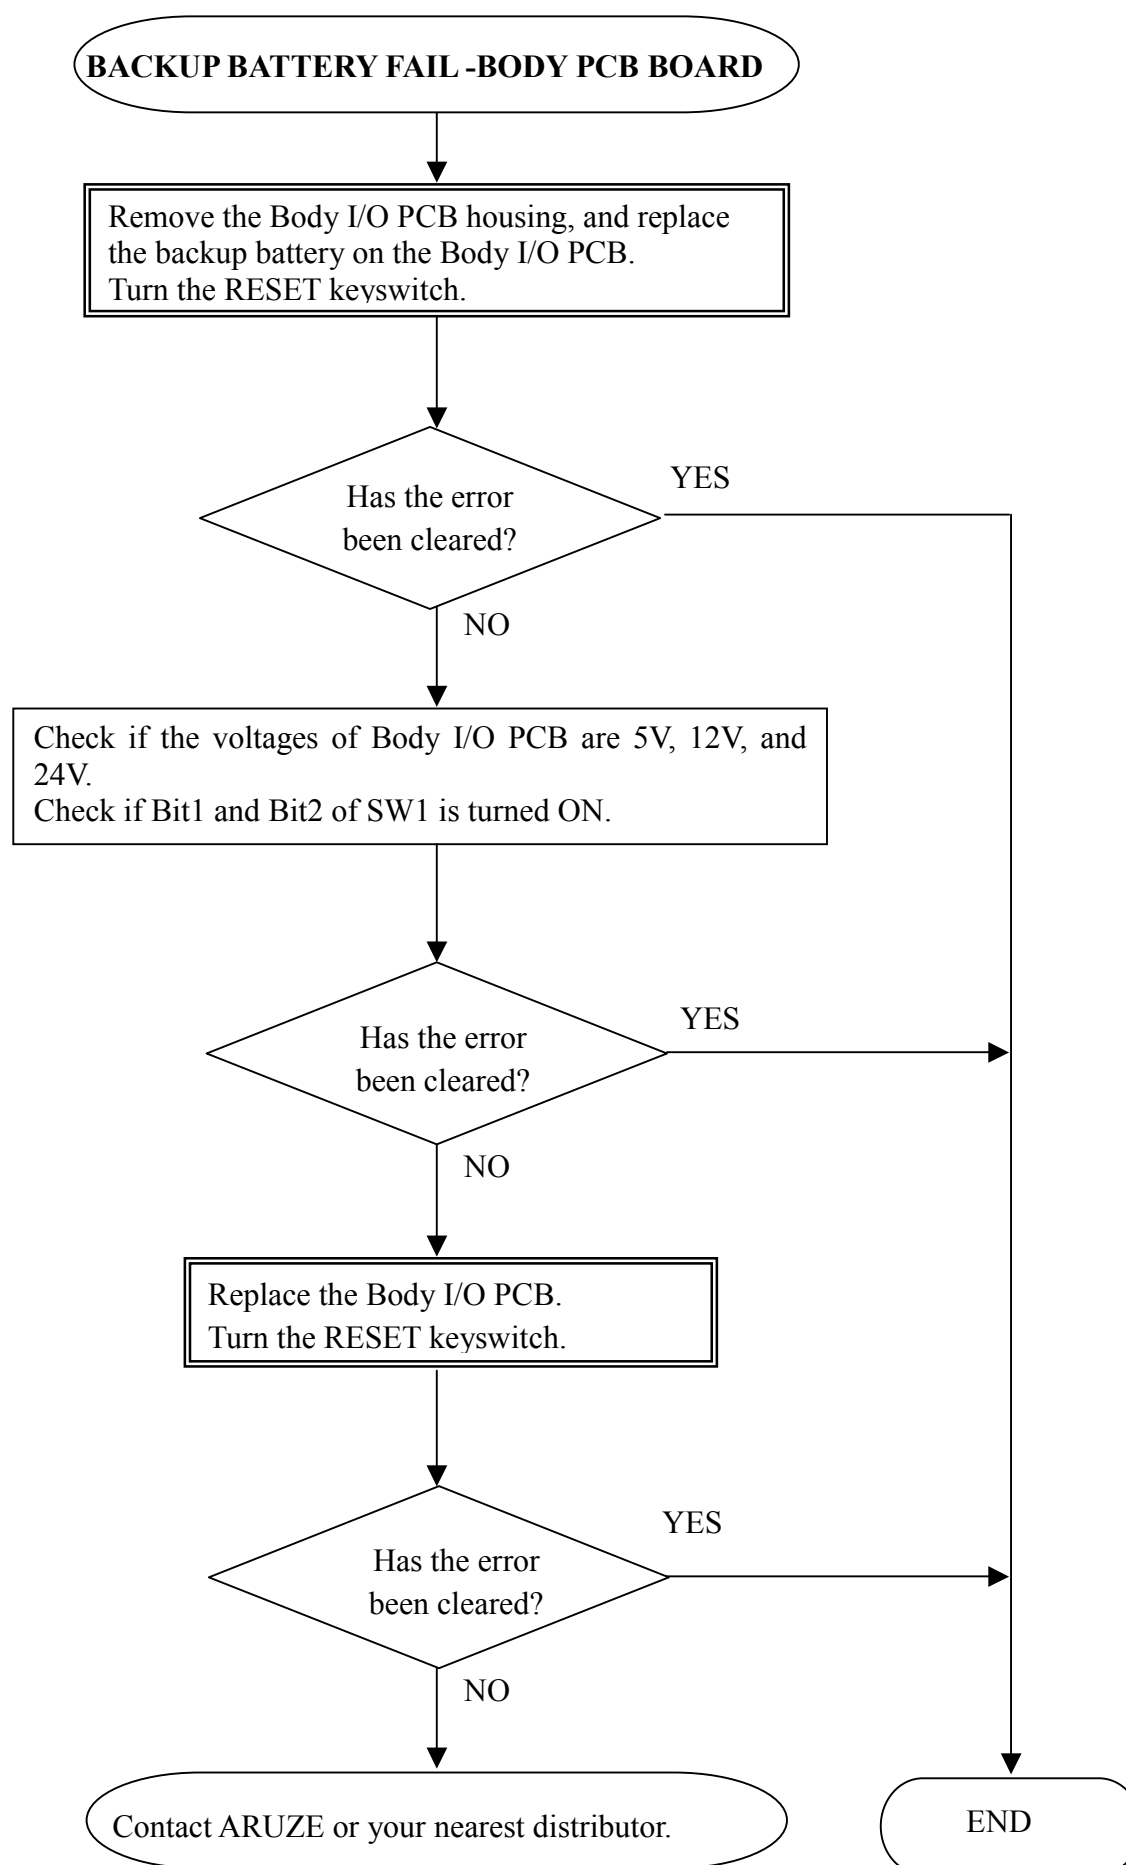 BACKUP BATTERY FAIL -BODY PCB BOARD
Remove the Body I/O PCB housing, and replace
the backup battery on the Body I/O PCB.
Turn the RESET keyswitch.
Has the error
been cleared?
YES
NO
Check if the voltages of Body I/O PCB are 5V, 12V, and
24V.
Check if Bit1 and Bit2 of SW1 is turned ON.
Has the error
been cleared?
YES
NO
Replace the Body I/O PCB.
Turn the RESET keyswitch.
Has the error
been cleared?
YES
NO
Contact ARUZE or your nearest distributor.
END